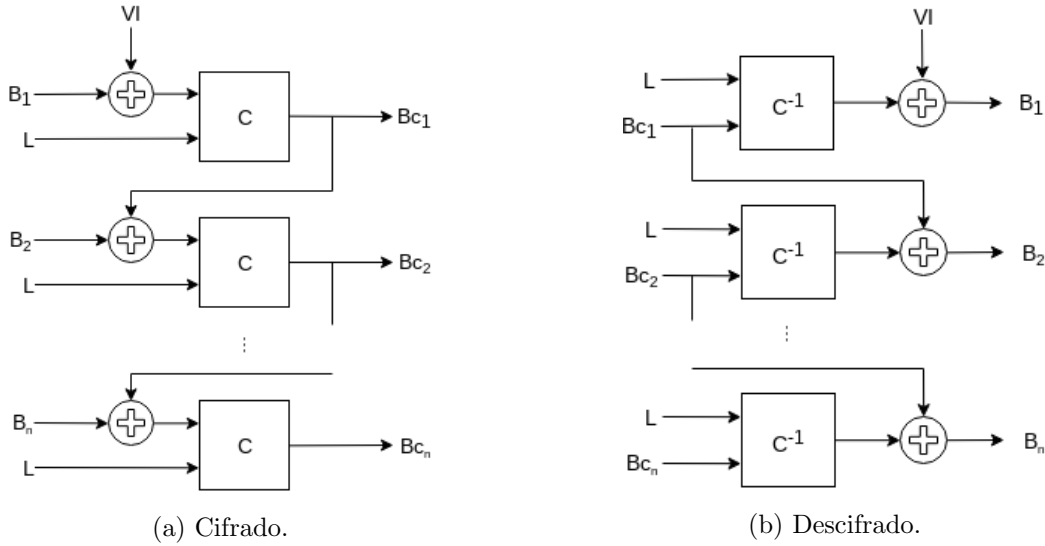 VI
B1
C
L
Bc1
B2
C
L
Bc2
⋮
Bn
C
L
Bcn
(a) Cifrado.
VI
L
C-1
B1
Bc1
L
C-1
B2
Bc2
⋮
L
C-1
Bn
Bcn
(b) Descifrado.